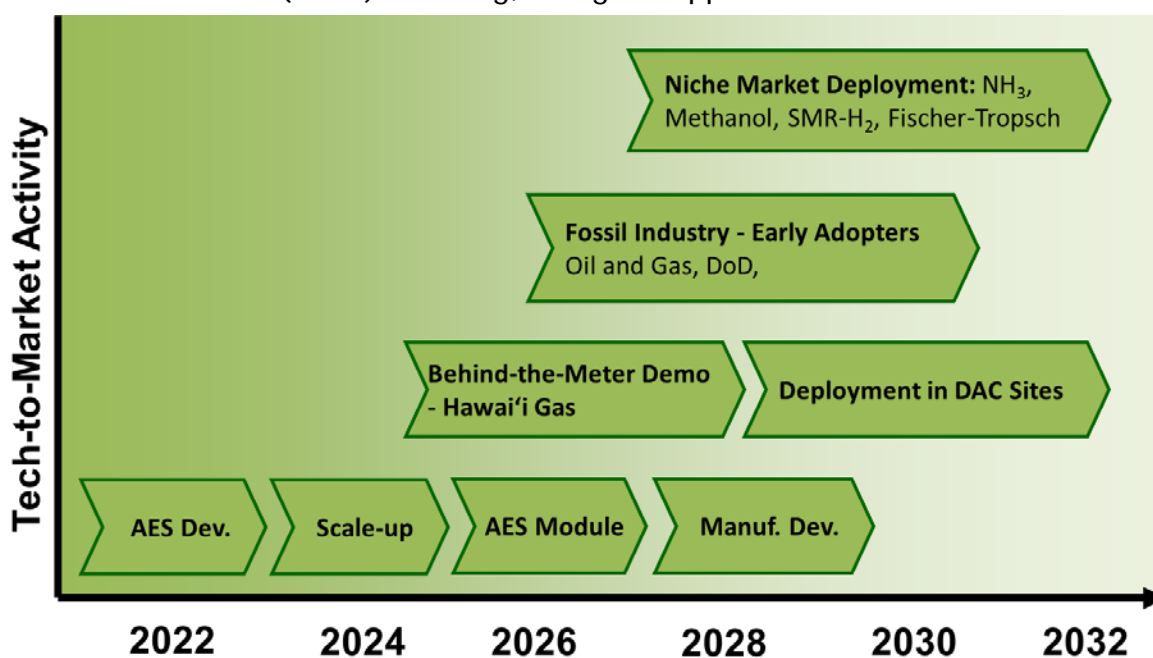 Tech-to-Market Activity
Niche Market Deployment: NH₃,
Methanol, SMR-H₂, Fischer-Tropsch
Fossil Industry - Early Adopters
Oil and Gas, DoD,
Behind-the-Meter Demo
- Hawai‘i Gas
Deployment in DAC Sites
AES Dev.
Scale-up
AES Module
Manuf. Dev.
2022 2024 2026 2028 2030 2032